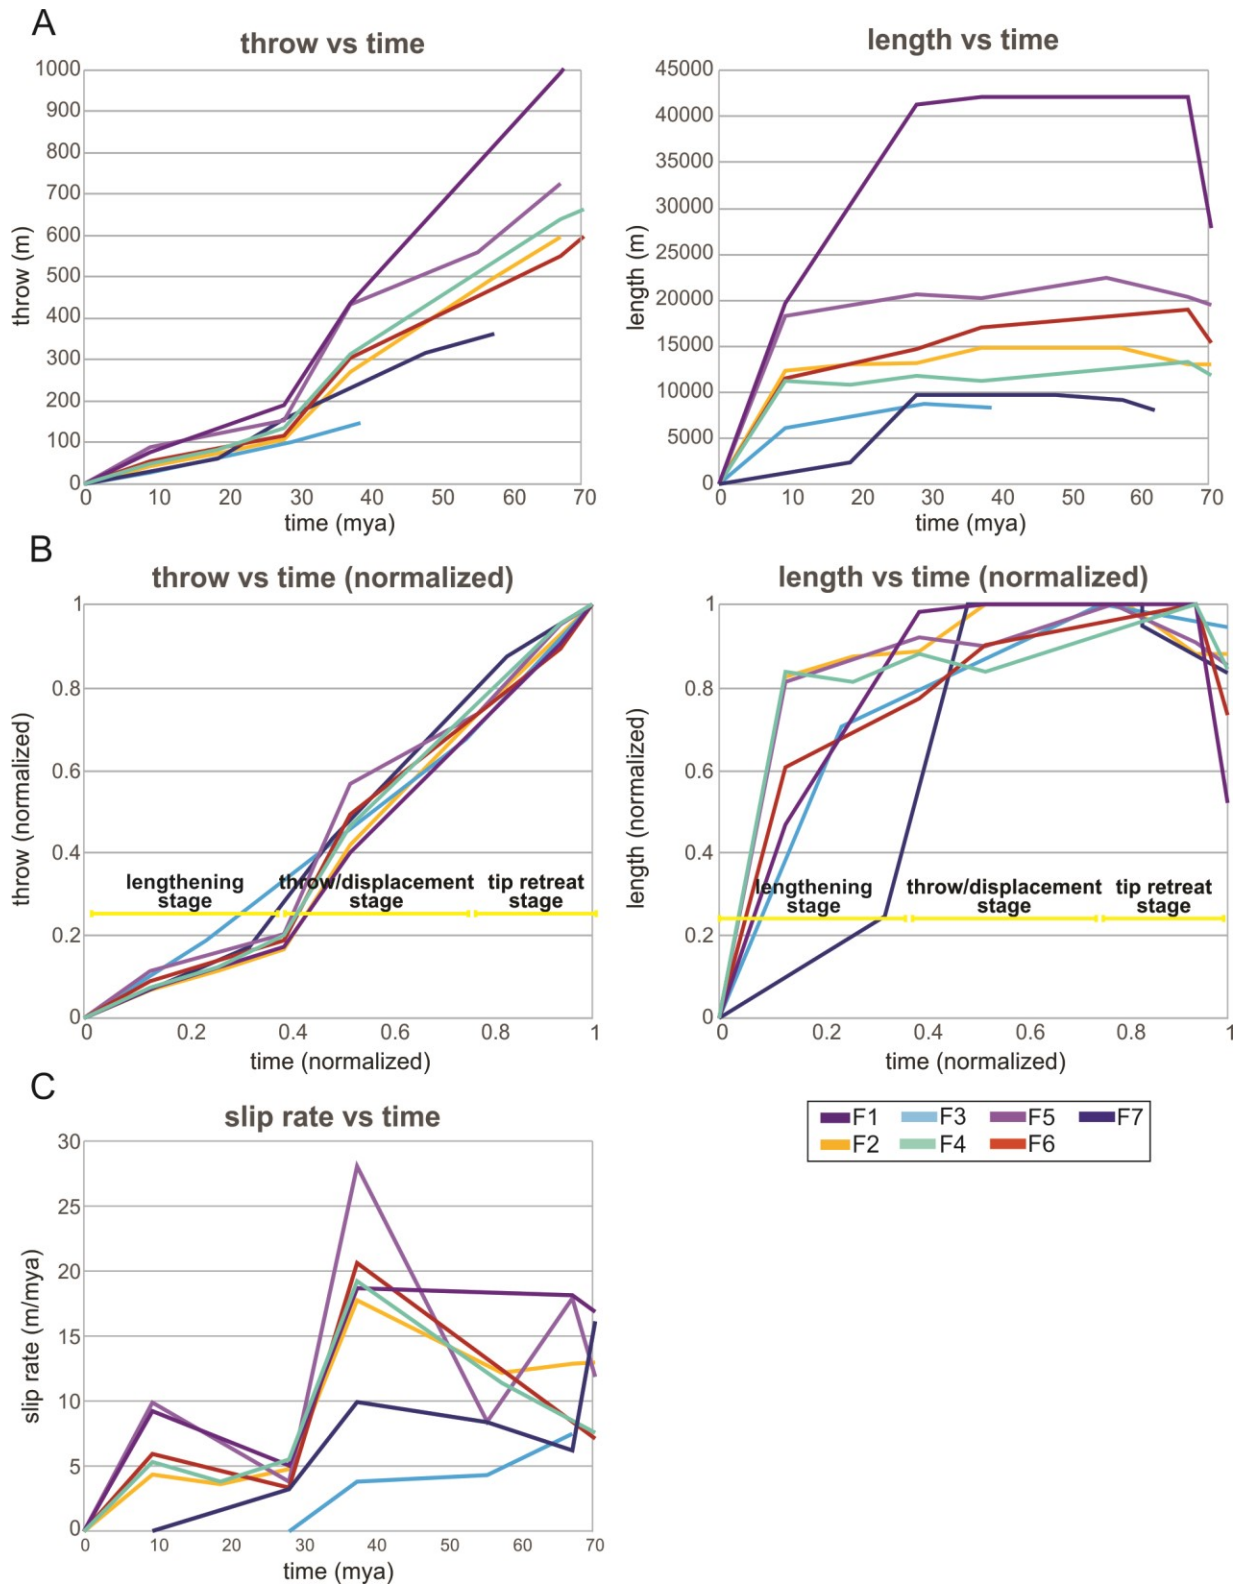 A
throw vs time
length vs time
1000
900
800
700
600
500
400
300
200
100
0
throw (m)
0 10 20 30 40 50 60 70
time (mya)
45000
40000
35000
30000
25000
20000
15000
10000
5000
0
length (m)
0 10 20 30 40 50 60 70
time (mya)
B
throw vs time (normalized)
length vs time (normalized)
1
0.8
0.6
0.4
0.2
0
throw (normalized)
lengthening
stage
throw/displacement
stage
tip retreat
stage
0 0.2 0.4 0.6 0.8 1
time (normalized)
1
0.8
0.6
0.4
0.2
0
length (normalized)
lengthening
stage
throw/displacement
stage
tip retreat
stage
0 0.2 0.4 0.6 0.8 1
time (normalized)
C
slip rate vs time
30
25
20
15
10
5
0
slip rate (m/mya)
0 10 20 30 40 50 60 70
time (mya)
F1 F3 F5 F7
F2 F4 F6